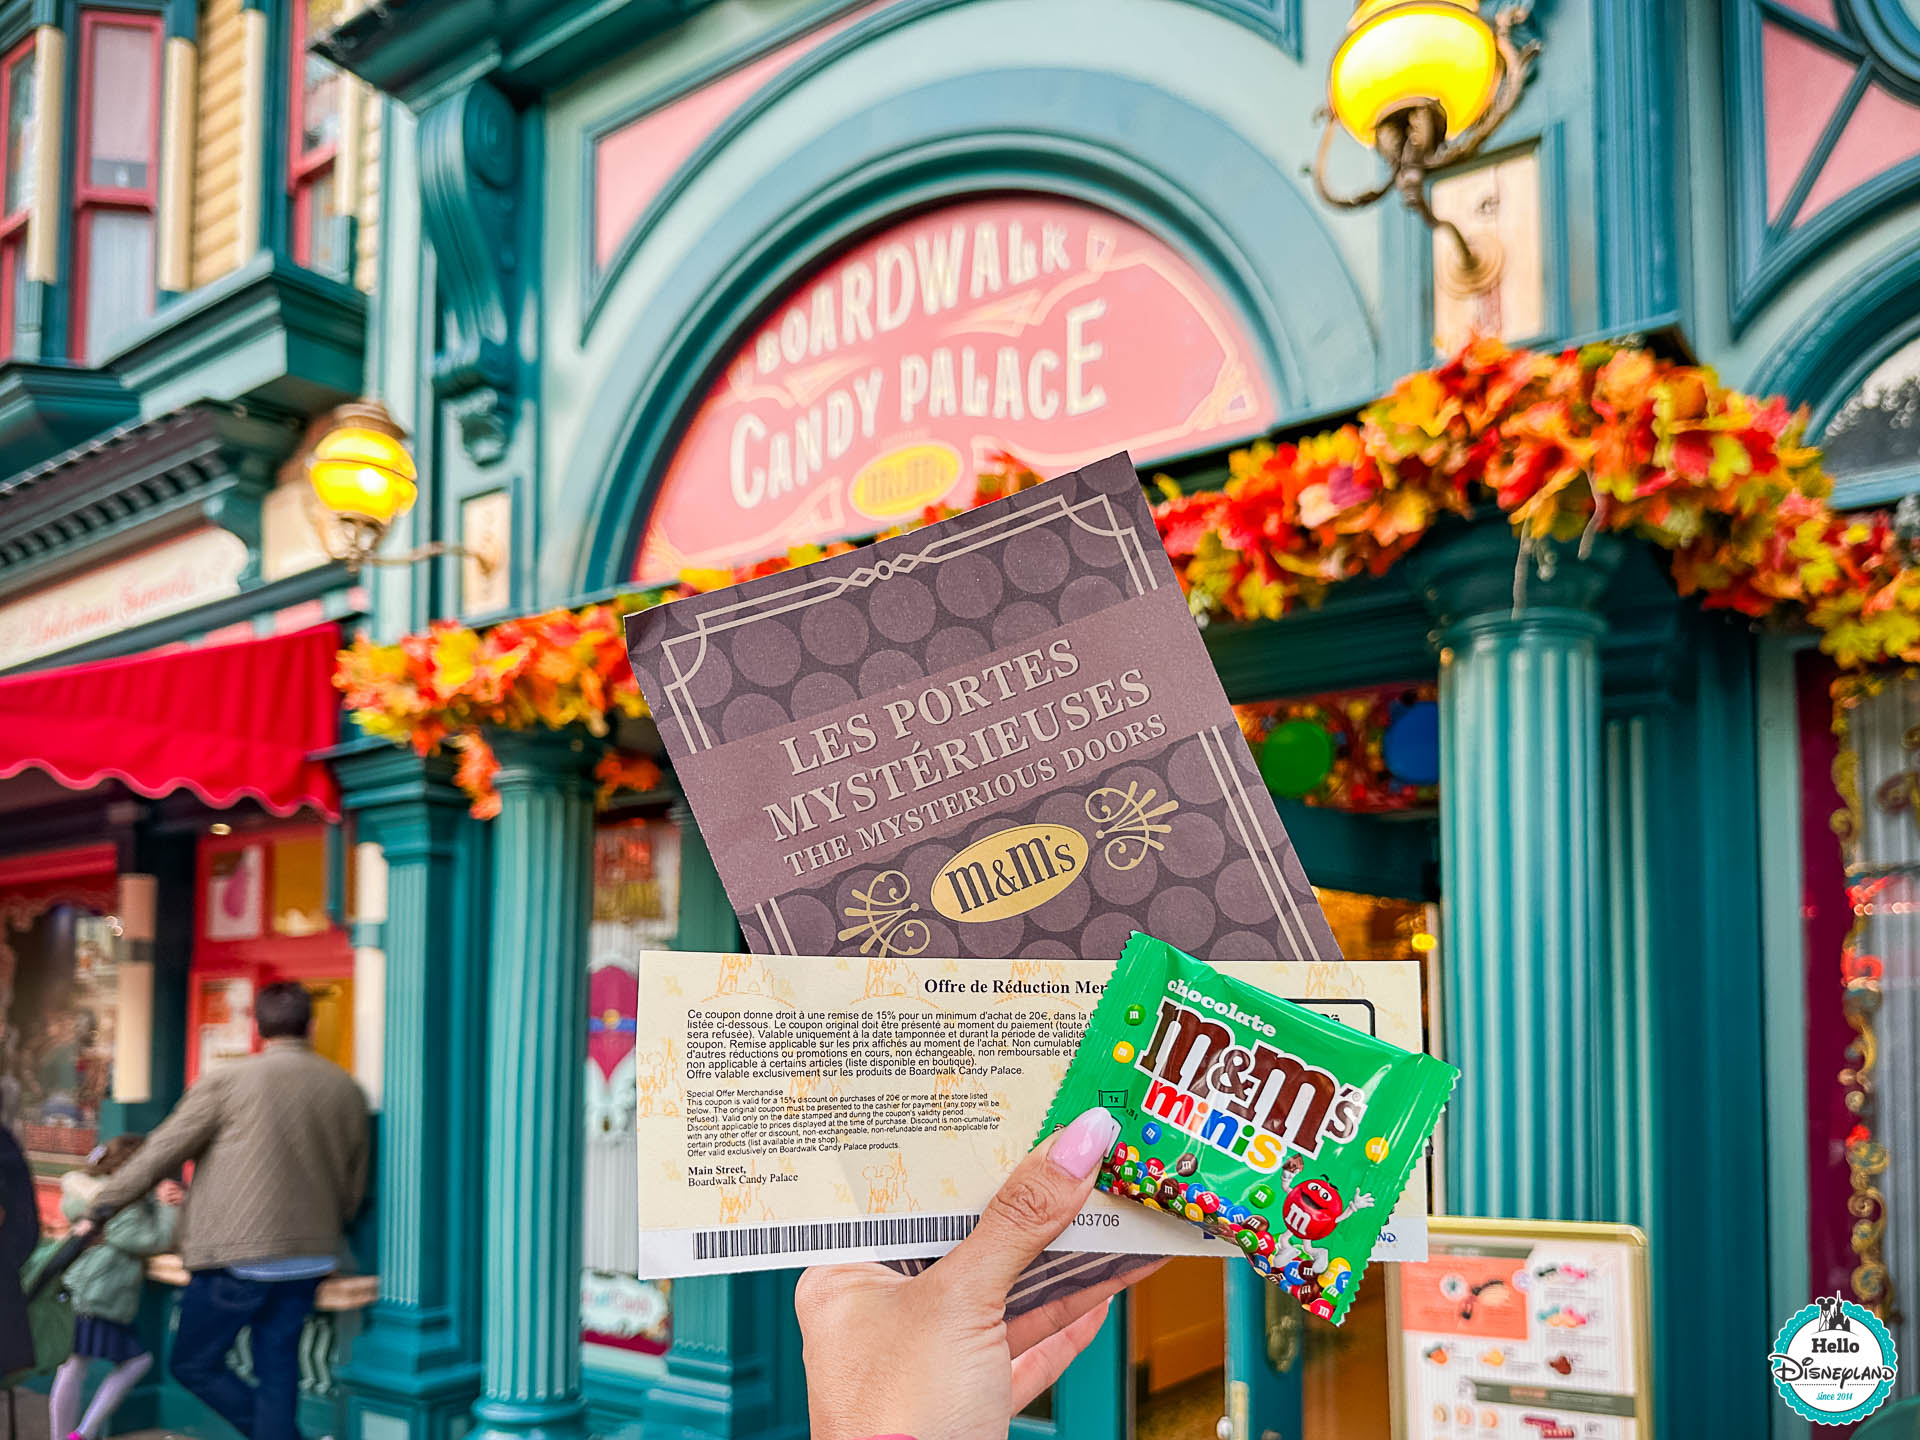 BOARDWALK
CANDY PALACE
M&M's
LES PORTES
MYSTÉRIEUSES
THE MYSTERIOUS DOORS
m&m's
Offre de Réduction
Ce coupon donne droit à une remise de 15% pour un minimum d'achat de 20€, dans la
listée ci-dessous. Le coupon original doit être présenté au moment du paiement (toute
sera refusée). Valable uniquement à la date tamponnée et durant la période de validité
coupon. Remise applicable sur les prix affichés au moment de l'achat. Non cumulable
d'autres réductions ou promotions en cours, non échangeable, non remboursable et
non applicable à certains articles (liste disponible en boutique).
Offre valable exclusivement sur les produits de Boardwalk Candy Palace.
Special Offer Merchandise
This coupon is valid for a 15% discount on purchases of 20€ or more at the store listed
below. The original coupon must be presented to the cashier for payment (any copy will be
refused). Valid only on the date stamped and during the coupon's validity period.
Discount applicable to prices displayed at the time of purchase. Discount is non-cumulative
with any other offer or discount, non-exchangeable, non-refundable and non-applicable for
certain products (list available in the shop).
Offer valid exclusively on Boardwalk Candy Palace products.
Main Street,
Boardwalk Candy Palace
03706
chocolate
m&m's
minis
1x
Hello
Disneyland
since 2014